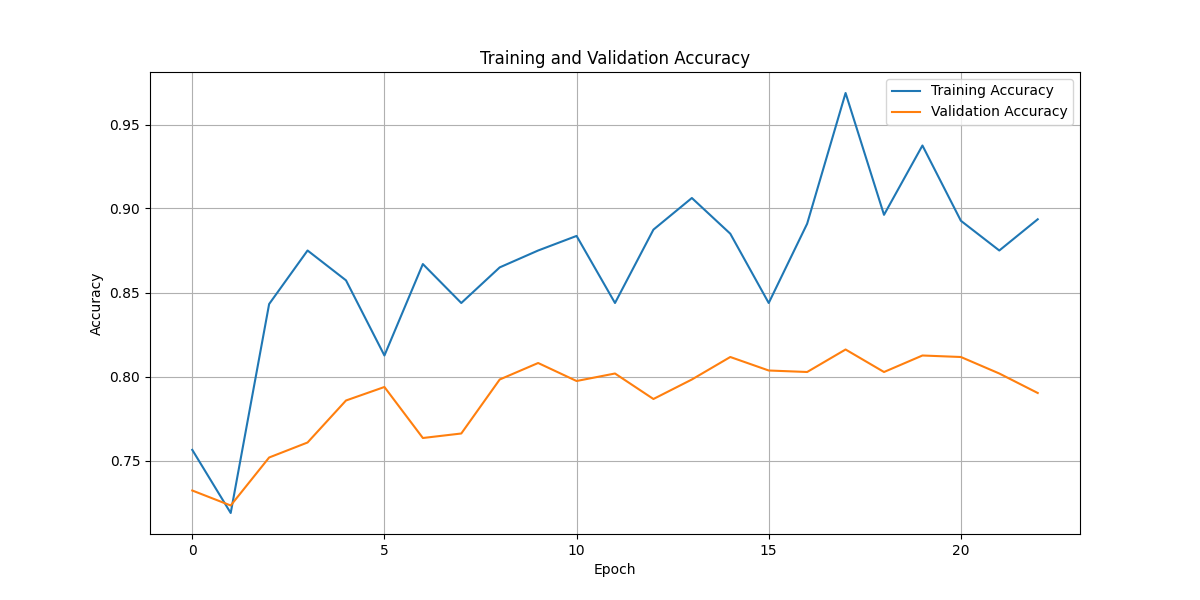 Training and Validation Accuracy
Training Accuracy
Validation Accuracy
0.95
0.90
0.85
0.80
0.75
Accuracy
0
5
10
15
20
Epoch